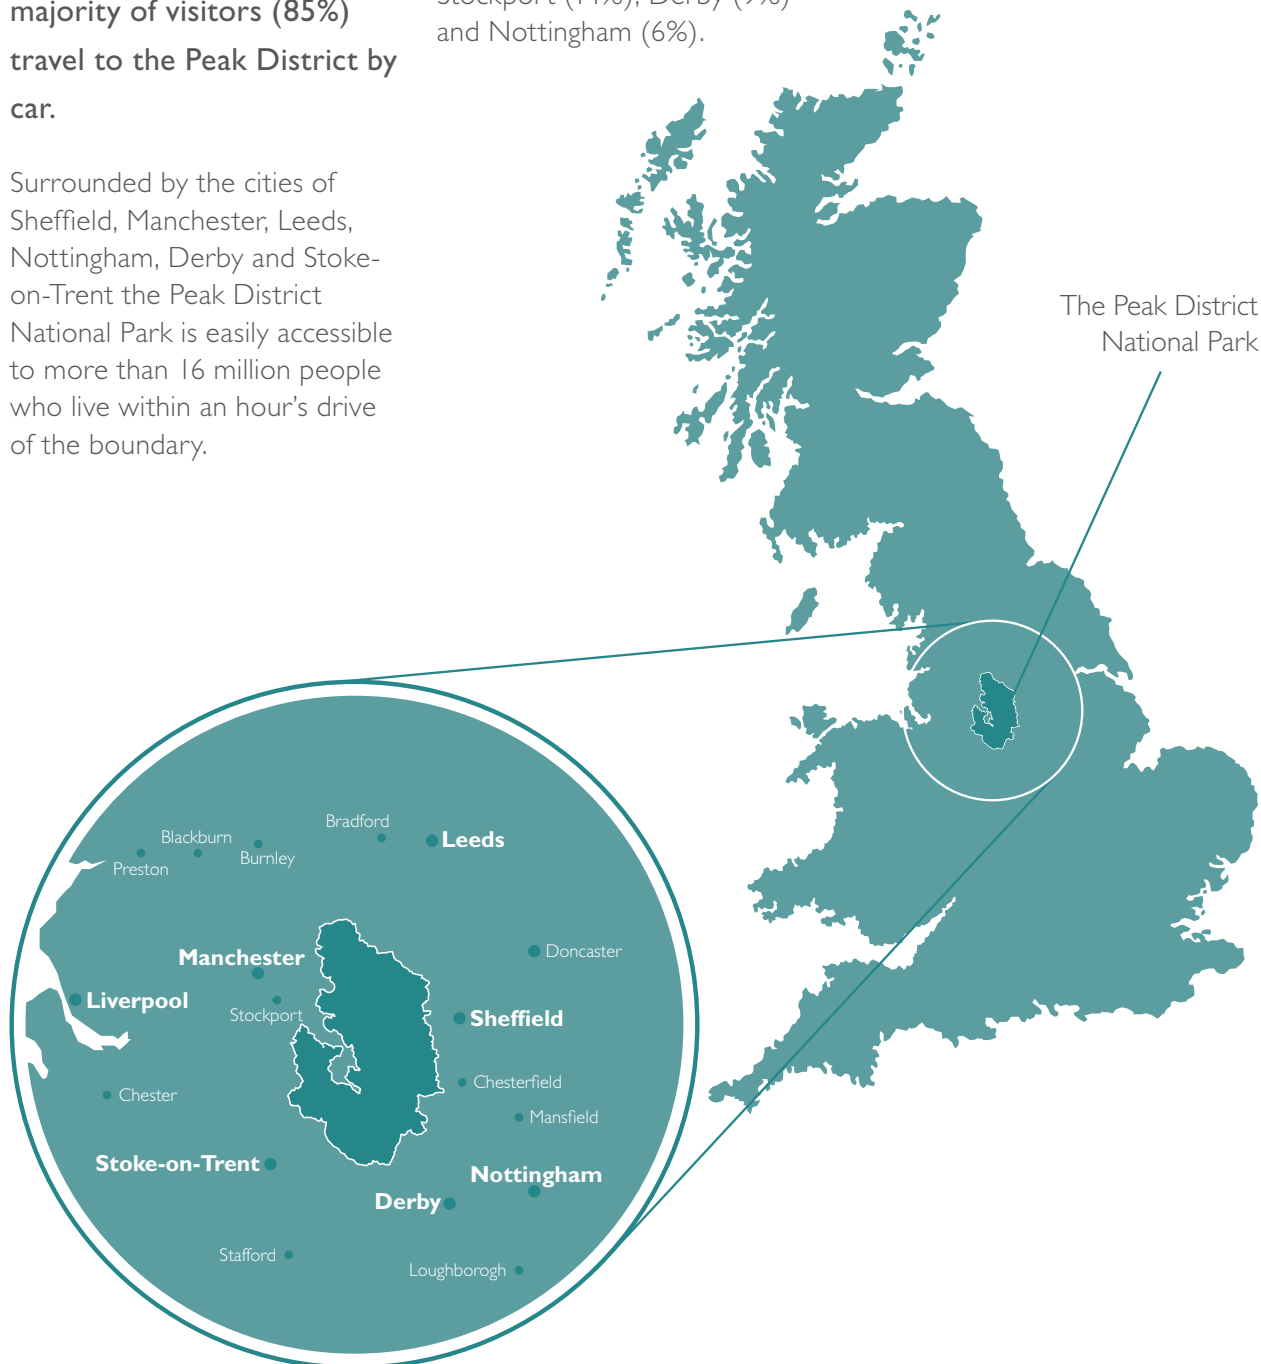 majority of visitors (85%)
travel to the Peak District by
car.
Surrounded by the cities of
Sheffield, Manchester, Leeds,
Nottingham, Derby and Stoke-
on-Trent the Peak District
National Park is easily accessible
to more than 16 million people
who live within an hour’s drive
of the boundary.
Stockport (11%), Derby (9%)
and Nottingham (6%).
The Peak District
National Park
Bradford
Leeds
Blackburn
Burnley
Preston
Doncaster
Manchester
Liverpool
Stockport
Sheffield
Chesterfield
Chester
Mansfield
Stoke-on-Trent
Nottingham
Derby
Stafford
Loughborogh